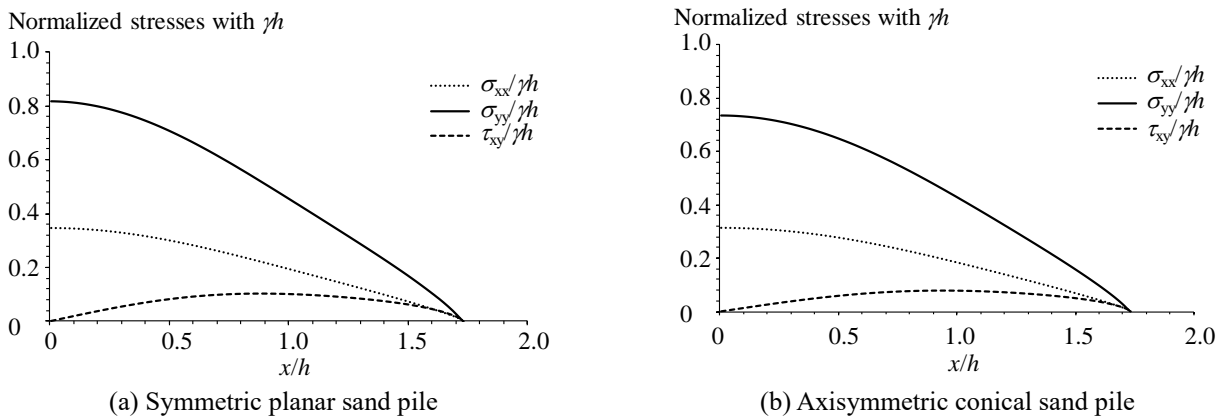 Normalized stresses with γh
1.0
0.8
0.6
0.4
0.2
0
0 0.5 1.0 1.5 2.0
x/h
σxx/γh
σyy/γh
τxy/γh
(a) Symmetric planar sand pile
Normalized stresses with γh
1.0
0.8
0.6
0.4
0.2
0
0 0.5 1.0 1.5 2.0
x/h
σxx/γh
σyy/γh
τxy/γh
(b) Axisymmetric conical sand pile